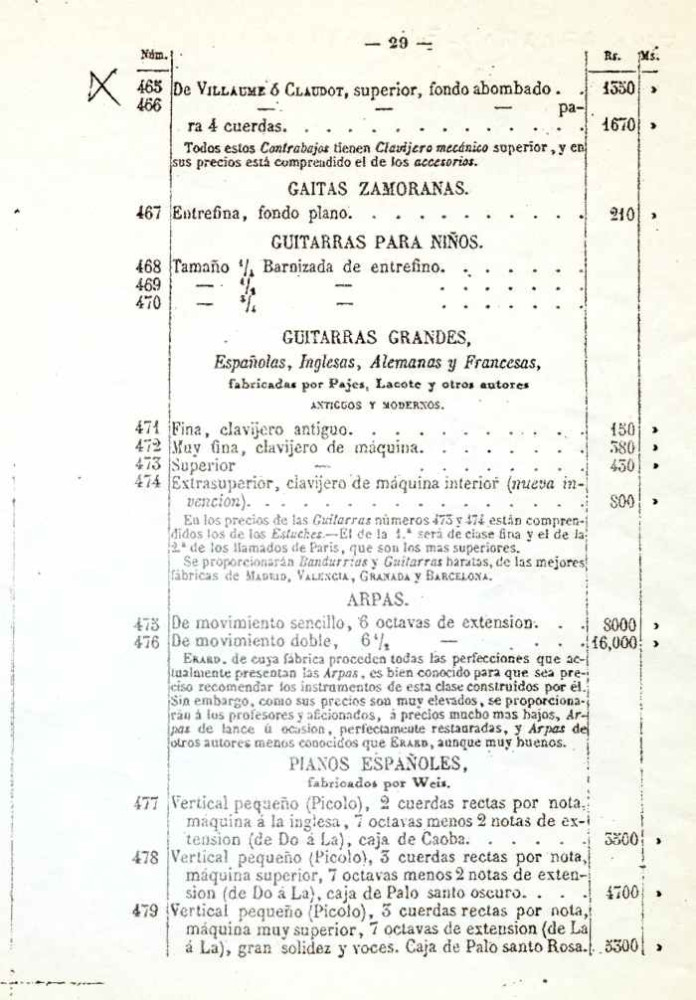 — 29 —
Núm. Rs. Ms.
465 De VILLAUME ó CLAUDOT, superior, fondo abombado . . 1350 »
466 — — — pa-
ra 4 cuerdas. . . . . . . . . . . . . 1670 »
Todos estos Contrabajos tienen Clavijero mecánico superior, y en
sus precios está comprendido el de los accesorios.
GAITAS ZAMORANAS.
467 Entrefina, fondo plano. . . . . . . . . . 210 »
GUITARRAS PARA NIÑOS.
468 Tamaño 1/4 Barnizada de entrefino. . . . . . .
469 — 1/2 — . . . . . .
470 — 3/4 — . . . . . .
GUITARRAS GRANDES,
Españolas, Inglesas, Alemanas y Francesas,
fabricadas por Pajes, Lacote y otros autores
ANTIGUOS Y MODERNOS.
471 Fina, clavijero antiguo. . . . . . . . . . 150 »
472 Muy fina, clavijero de máquina. . . . . . . . 380 »
473 Superior — . . . . . . . 430 »
474 Extrasuperior, clavijero de máquina interior (nueva in-
vencion). . . . . . . . . . . . . . 800 »
En los precios de las Guitarras números 473 y 474 están compren-
didos los de los Estuches.—El de la 1.ª será de clase fina y el de la
2.ª de los llamados de Paris, que son los mas superiores.
Se proporcionarán Bandurrias y Guitarras baratas, de las mejores
fábricas de MADRID, VALENCIA, GRANADA y BARCELONA.
ARPAS.
475 De movimiento sencillo, 6 octavas de extension. . . 8000 »
476 De movimiento doble, 6 1/2 — . . . . 16,000 »
ERARD, de cuya fábrica proceden todas las perfecciones que ac-
tualmente presentan las Arpas, es bien conocido para que sea pre-
ciso recomendar los instrumentos de esta clase construidos por él.
Sin embargo, como sus precios son muy elevados, se proporciona-
rán á los profesores y aficionados, á precios mucho mas bajos, Ar-
pas de lance ú ocasion, perfectamente restauradas, y Arpas de
otros autores menos conocidos que ERARD, aunque muy buenos.
PIANOS ESPAÑOLES,
fabricados por Weis.
477 Vertical pequeño (Picolo), 2 cuerdas rectas por nota,
máquina á la inglesa, 7 octavas menos 2 notas de ex-
tension (de Do á La), caja de Caoba. . . . . . 3300 »
478 Vertical pequeño (Picolo), 3 cuerdas rectas por nota,
máquina superior, 7 octavas menos 2 notas de exten-
sion (de Do á La), caja de Palo santo oscuro. . . . 4700 »
479 Vertical pequeño (Picolo), 3 cuerdas rectas por nota,
máquina muy superior, 7 octavas de extension (de La
á La), gran solidez y voces. Caja de Palo santo Rosa. . 5300 »